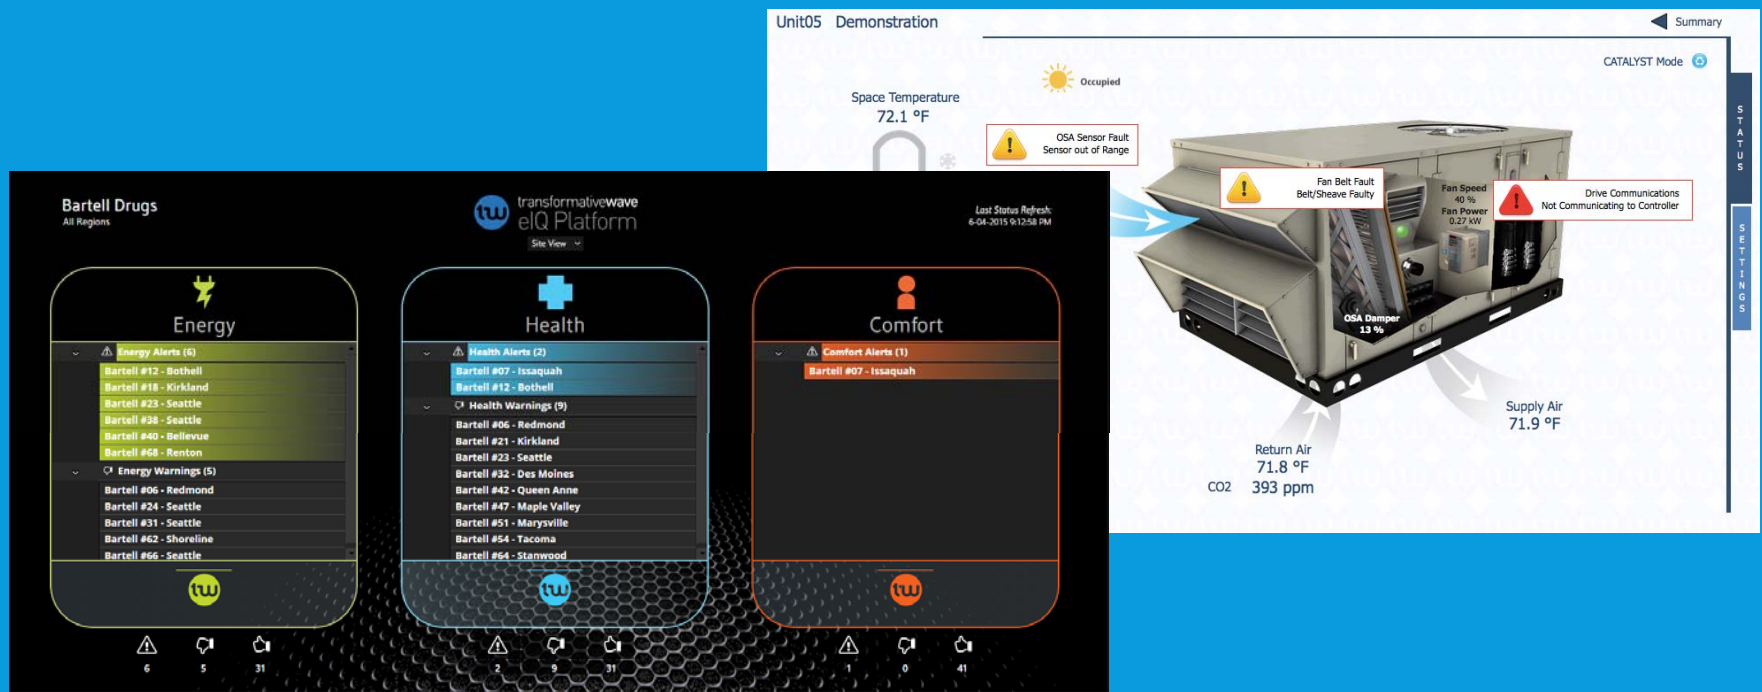 Unit05 Demonstration
Summary
CATALYST Mode
Occupied
Space Temperature
72.1 °F
OSA Sensor Fault
Sensor out of Range
Fan Belt Fault
Belt/Sheave Faulty
Fan Speed
40 %
Fan Power
0.27 kW
Drive Communications
Not Communicating to Controller
OSA Damper
13 %
Supply Air
71.9 °F
Return Air
71.8 °F
CO2 393 ppm
STATUS
SETTINGS
Bartell Drugs
All Regions
tw
transformativewave
eIQ Platform
Site View
Last Status Refresh:
6-04-2015 9:12:58 PM
Energy
Energy Alerts (6)
Bartell #12 - Bothell
Bartell #18 - Kirkland
Bartell #23 - Seattle
Bartell #38 - Seattle
Bartell #40 - Bellevue
Bartell #68 - Renton
Energy Warnings (5)
Bartell #06 - Redmond
Bartell #24 - Seattle
Bartell #31 - Seattle
Bartell #62 - Shoreline
Bartell #66 - Seattle
tw
6 5 31
Health
Health Alerts (2)
Bartell #07 - Issaquah
Bartell #12 - Bothell
Health Warnings (9)
Bartell #06 - Redmond
Bartell #21 - Kirkland
Bartell #23 - Seattle
Bartell #32 - Des Moines
Bartell #42 - Queen Anne
Bartell #47 - Maple Valley
Bartell #51 - Marysville
Bartell #54 - Tacoma
Bartell #64 - Stanwood
tw
2 9 31
Comfort
Comfort Alerts (1)
Bartell #07 - Issaquah
tw
1 0 41